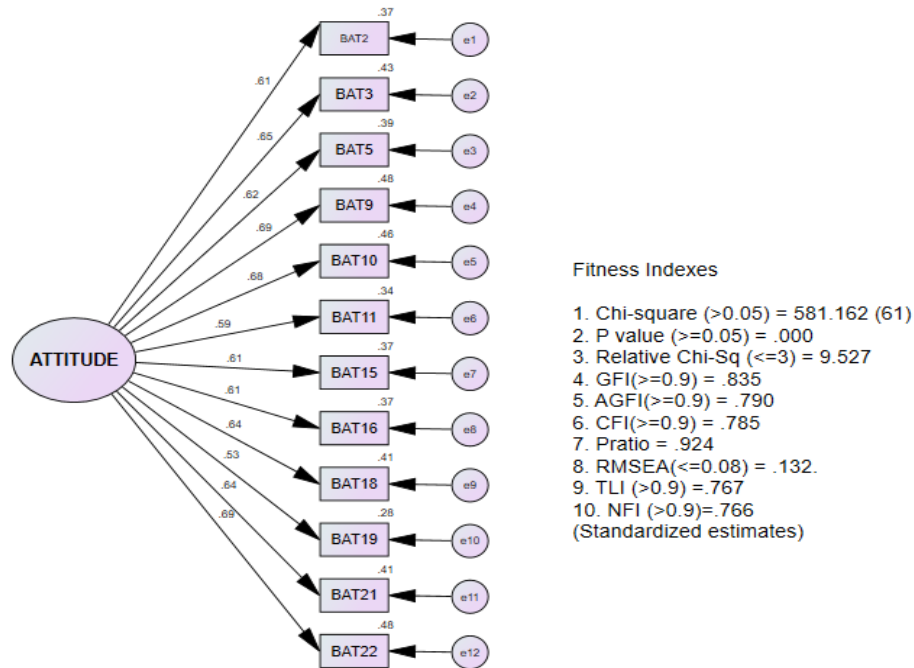 .37
BAT2
e1
.61
.43
BAT3
e2
.65
.39
BAT5
e3
.62
.48
BAT9
e4
.69
.46
BAT10
e5
.68
.34
BAT11
e6
.59
ATTITUDE
.37
BAT15
e7
.61
.37
BAT16
e8
.61
.41
BAT18
e9
.64
.28
BAT19
e10
.53
.41
BAT21
e11
.64
.48
BAT22
e12
.69
Fitness Indexes
1. Chi-square (>0.05) = 581.162 (61)
2. P value (>=0.05) = .000
3. Relative Chi-Sq (<=3) = 9.527
4. GFI(>=0.9) = .835
5. AGFI(>=0.9) = .790
6. CFI(>=0.9) = .785
7. Pratio = .924
8. RMSEA(<=0.08) = .132.
9. TLI (>0.9) =.767
10. NFI (>0.9)=.766
(Standardized estimates)